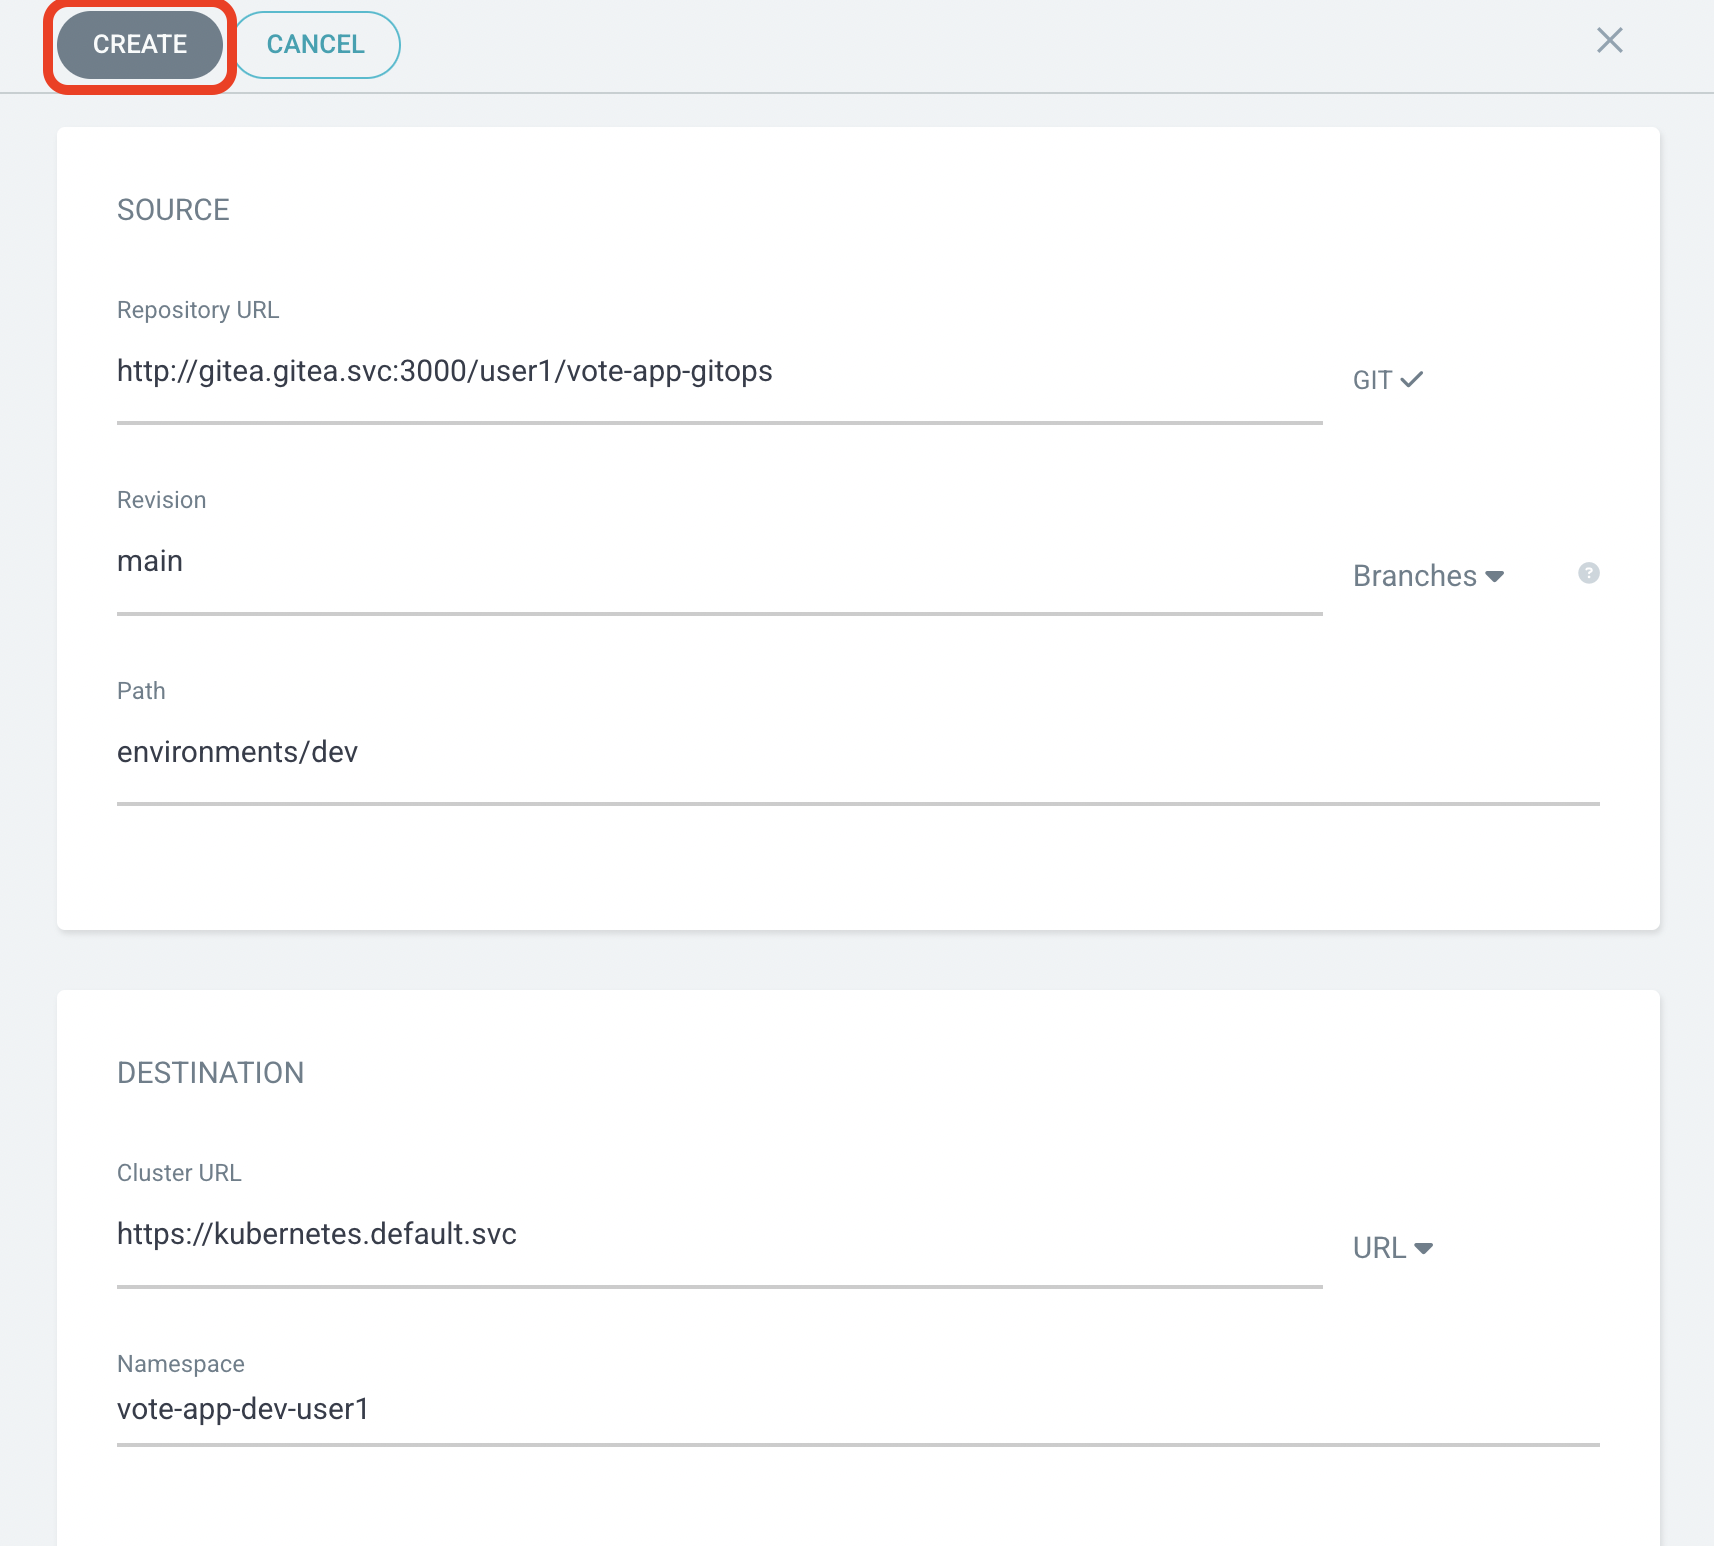 CREATE CANCEL
SOURCE
Repository URL
http://gitea.gitea.svc:3000/user1/vote-app-gitops
GIT
Revision
main
Branches ?
Path
environments/dev
DESTINATION
Cluster URL
https://kubernetes.default.svc
URL
Namespace
vote-app-dev-user1